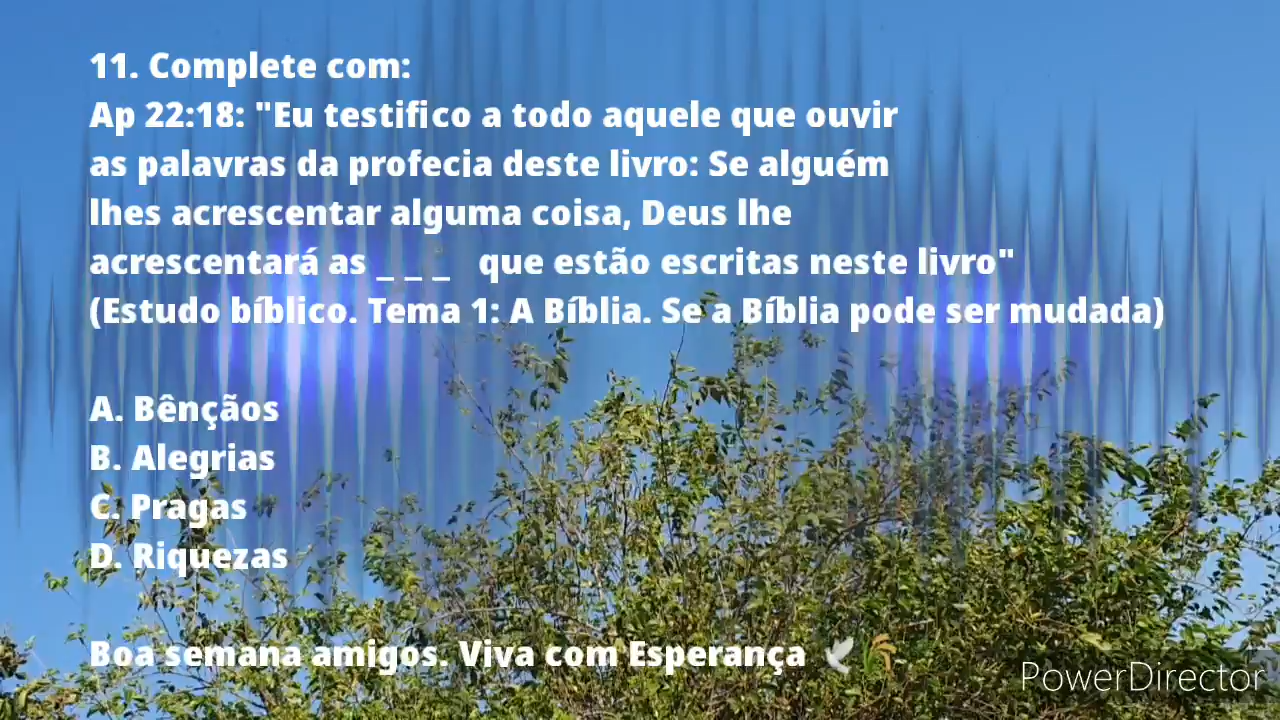 11. Complete com:
Ap 22:18: "Eu testifico a todo aquele que ouvir
as palavras da profecia deste livro: Se alguém
lhes acrescentar alguma coisa, Deus lhe
acrescentará as _ _ _ que estão escritas neste livro"
(Estudo bíblico. Tema 1: A Bíblia. Se a Bíblia pode ser mudada)
A. Bênçãos
B. Alegrias
C. Pragas
D. Riquezas
Boa semana amigos. Viva com Esperança 🕊️🌾
PowerDirector